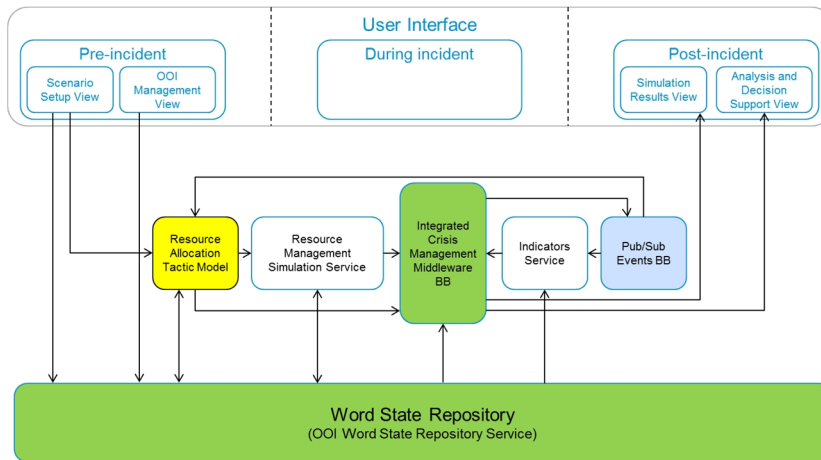 User Interface
Pre-incident
Scenario
Setup View
OOI
Management
View
During incident
Post-incident
Simulation
Results View
Analysis and
Decision
Support View
Resource
Allocation
Tactic Model
Resource
Management
Simulation Service
Integrated
Crisis
Management
Middleware
BB
Indicators
Service
Pub/Sub
Events BB
Word State Repository
(OOI Word State Repository Service)